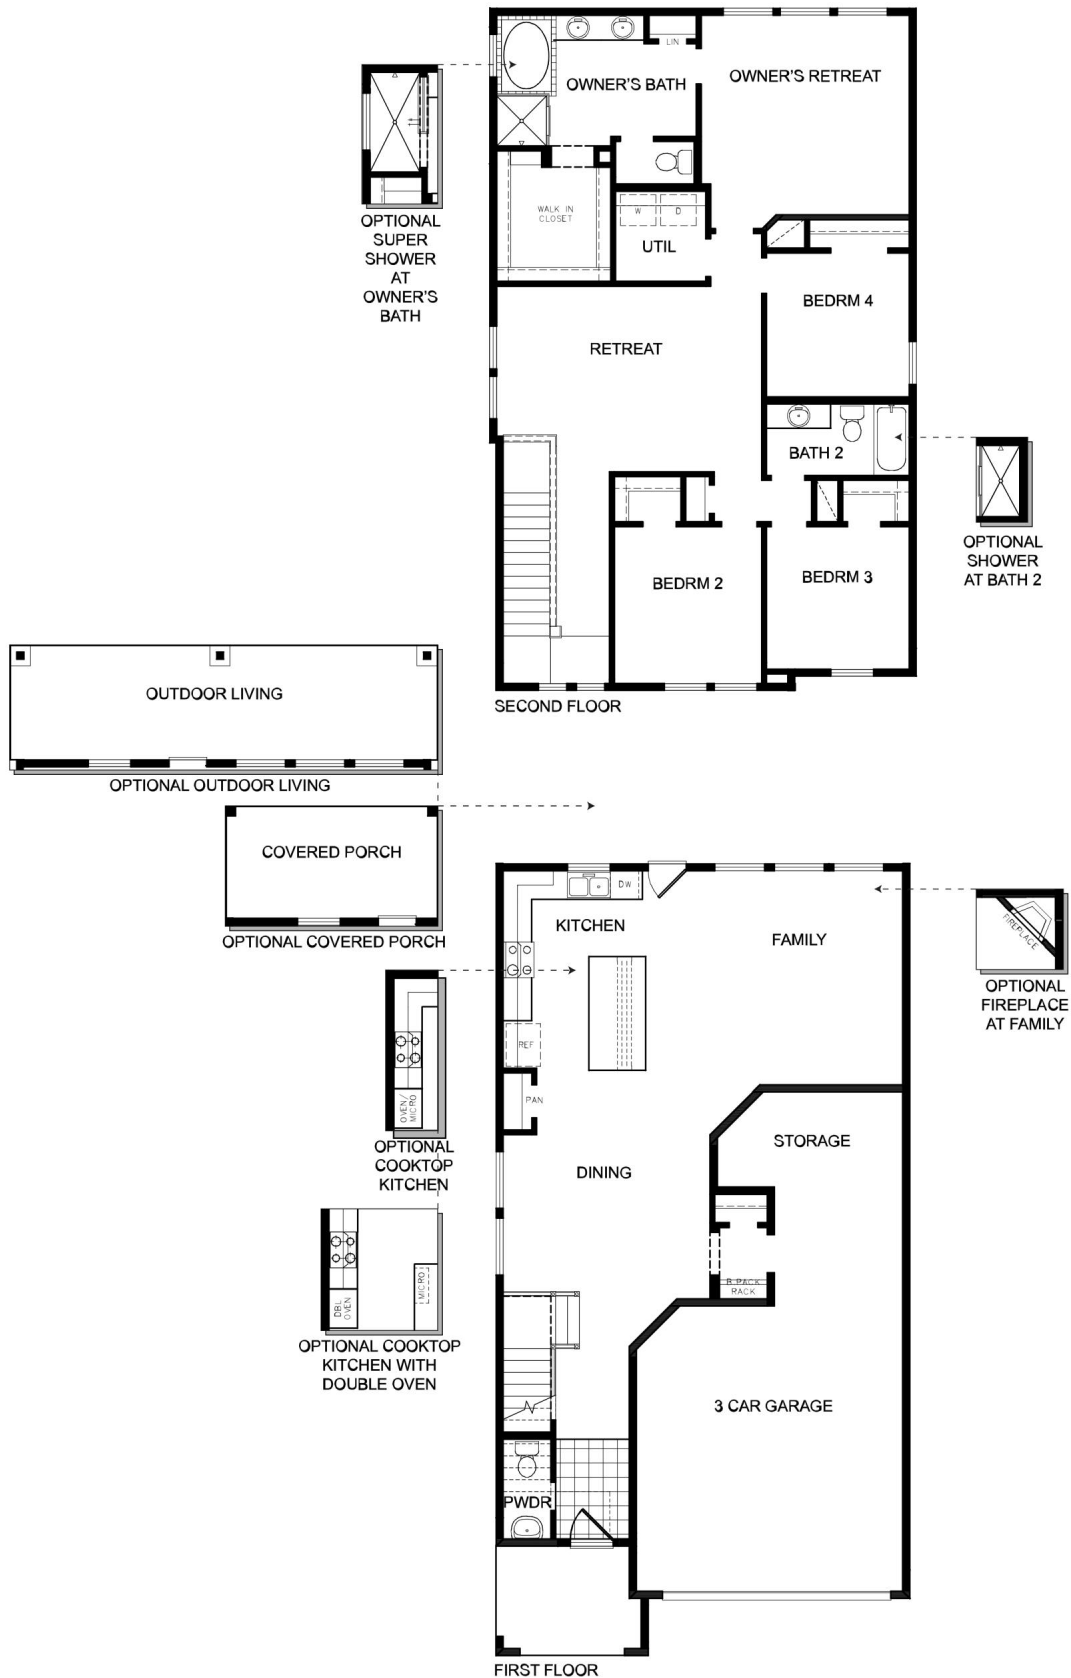 LIN
OWNER'S BATH
OWNER'S RETREAT
WALK IN
CLOSET
W
D
UTIL
OPTIONAL
SUPER
SHOWER
AT
OWNER'S
BATH
BEDRM 4
RETREAT
BATH 2
OPTIONAL
SHOWER
AT BATH 2
BEDRM 2
BEDRM 3
SECOND FLOOR
OUTDOOR LIVING
OPTIONAL OUTDOOR LIVING
COVERED PORCH
OPTIONAL COVERED PORCH
DW
KITCHEN
FAMILY
FIREPLACE
OPTIONAL
FIREPLACE
AT FAMILY
REF
PAN
OVEN/
MICRO
OPTIONAL
COOKTOP
KITCHEN
STORAGE
DINING
DBL
OVEN
MICRO
B.PACK
RACK
OPTIONAL COOKTOP
KITCHEN WITH
DOUBLE OVEN
3 CAR GARAGE
PWDR
FIRST FLOOR